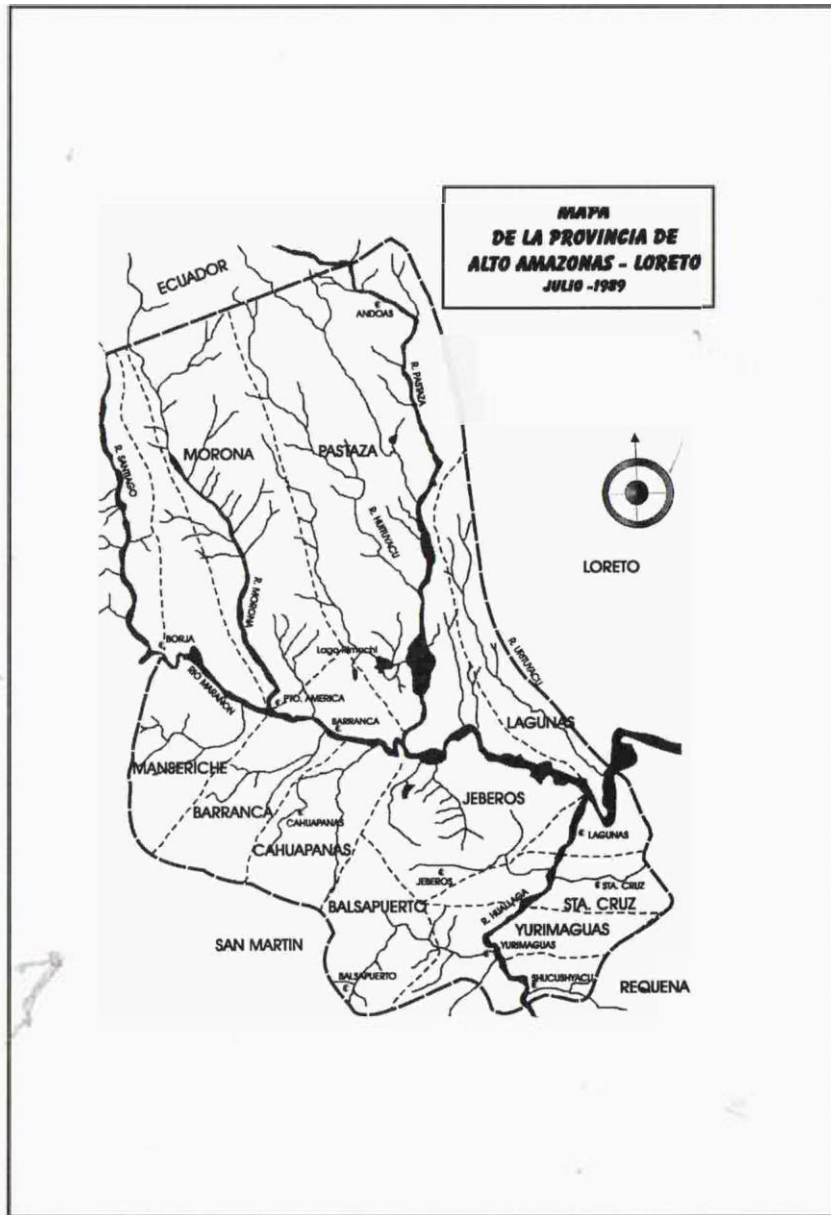 MAPA
DE LA PROVINCIA DE
ALTO AMAZONAS - LORETO
JULIO -1989
ECUADOR
ANDOAS
R. PASTAZA
R. SANTIAGO
MORONA
PASTAZA
R. HUITUYACU
R. MORONA
LORETO
BORJA
Lago Rimachi
R. URITUYACU
RIO MARAÑON
PTO. AMERICA
BARRANCA
LAGUNAS
MANSERICHE
BARRANCA
JEBEROS
CAHUAPANAS
LAGUNAS
CAHUAPANAS
JEBEROS
STA. CRUZ
BALSAPUERTO
R. HUALLAGA
STA. CRUZ
YURIMAGUAS
SAN MARTIN
YURIMAGUAS
BALSAPUERTO
SHUCUSHYACU
REQUENA